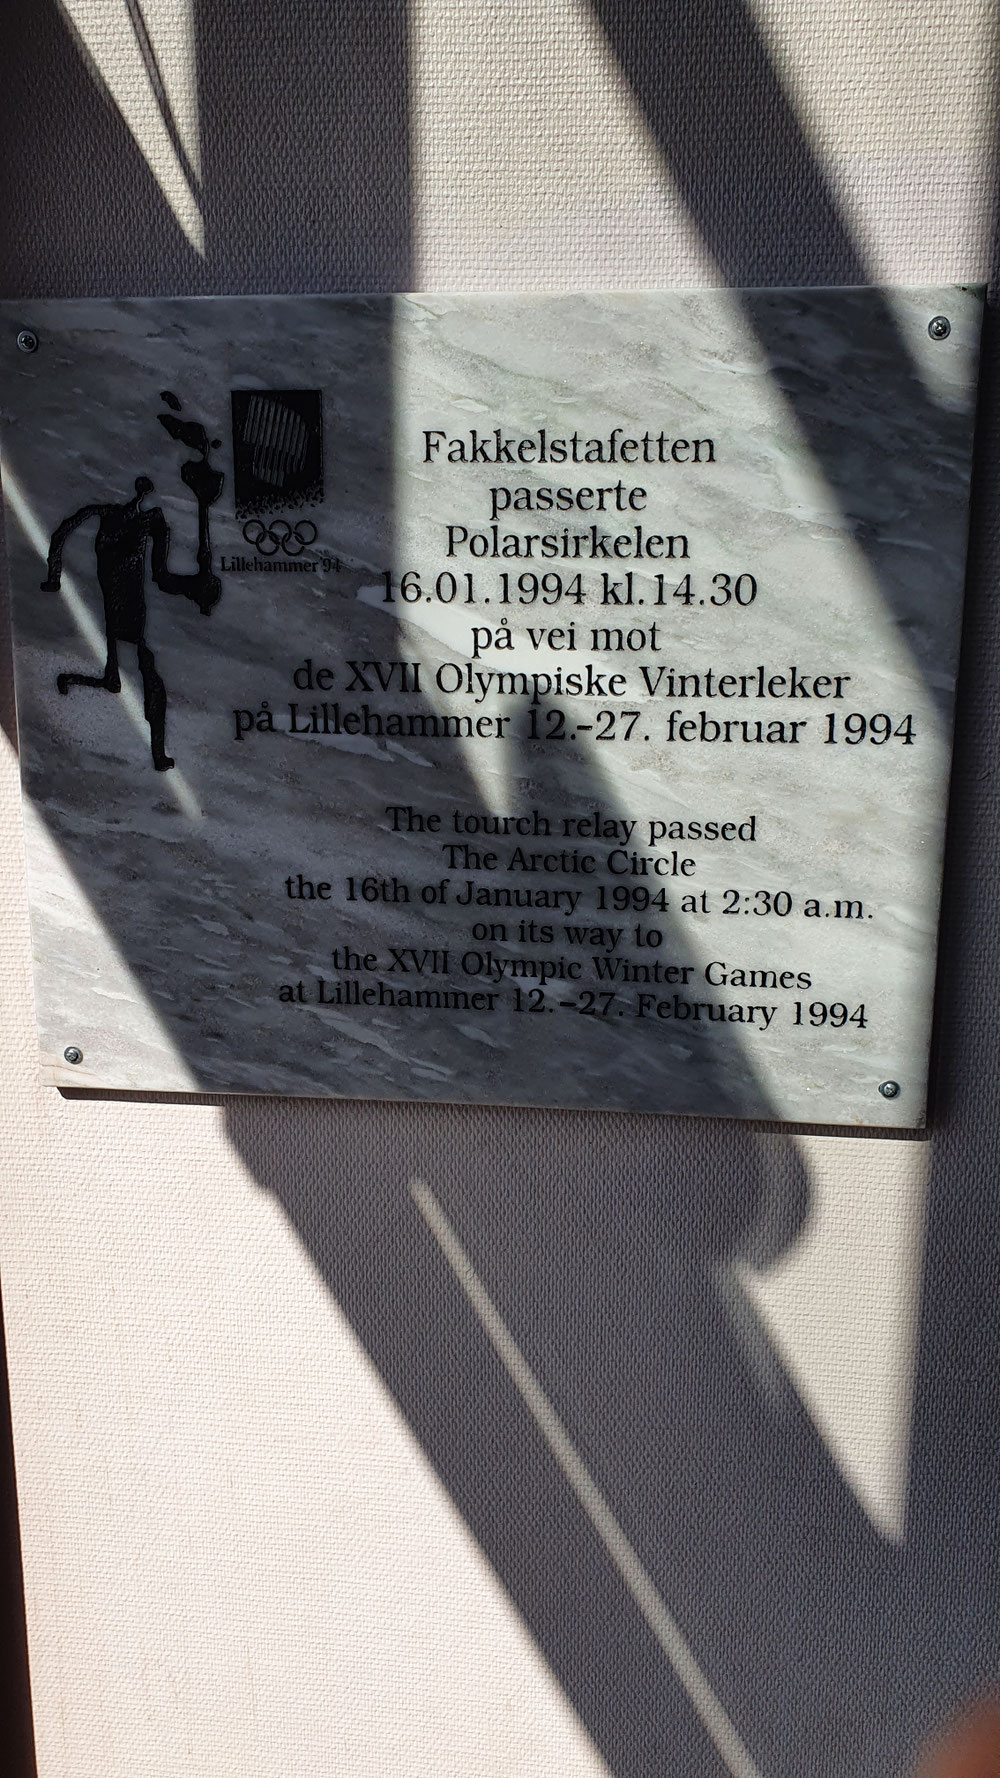 Lillehammer'94
Fakkelstafetten
passerte
Polarsirkelen
16.01.1994 kl.14.30
på vei mot
de XVII Olympiske Vinterleker
på Lillehammer 12.-27. februar 1994
The tourch relay passed
The Arctic Circle
the 16th of January 1994 at 2:30 a.m.
on its way to
the XVII Olympic Winter Games
at Lillehammer 12.-27. February 1994